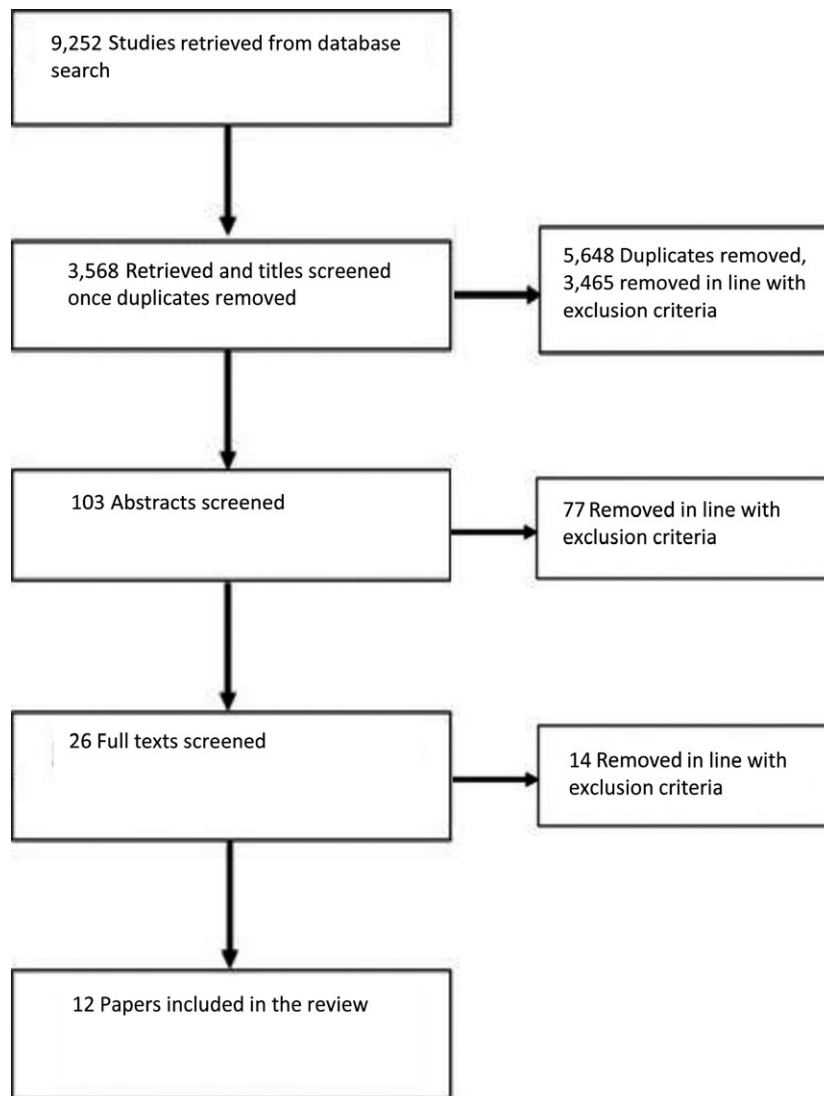 9,252 Studies retrieved from database
search
3,568 Retrieved and titles screened
once duplicates removed
5,648 Duplicates removed,
3,465 removed in line with
exclusion criteria
103 Abstracts screened
77 Removed in line with
exclusion criteria
26 Full texts screened
14 Removed in line with
exclusion criteria
12 Papers included in the review